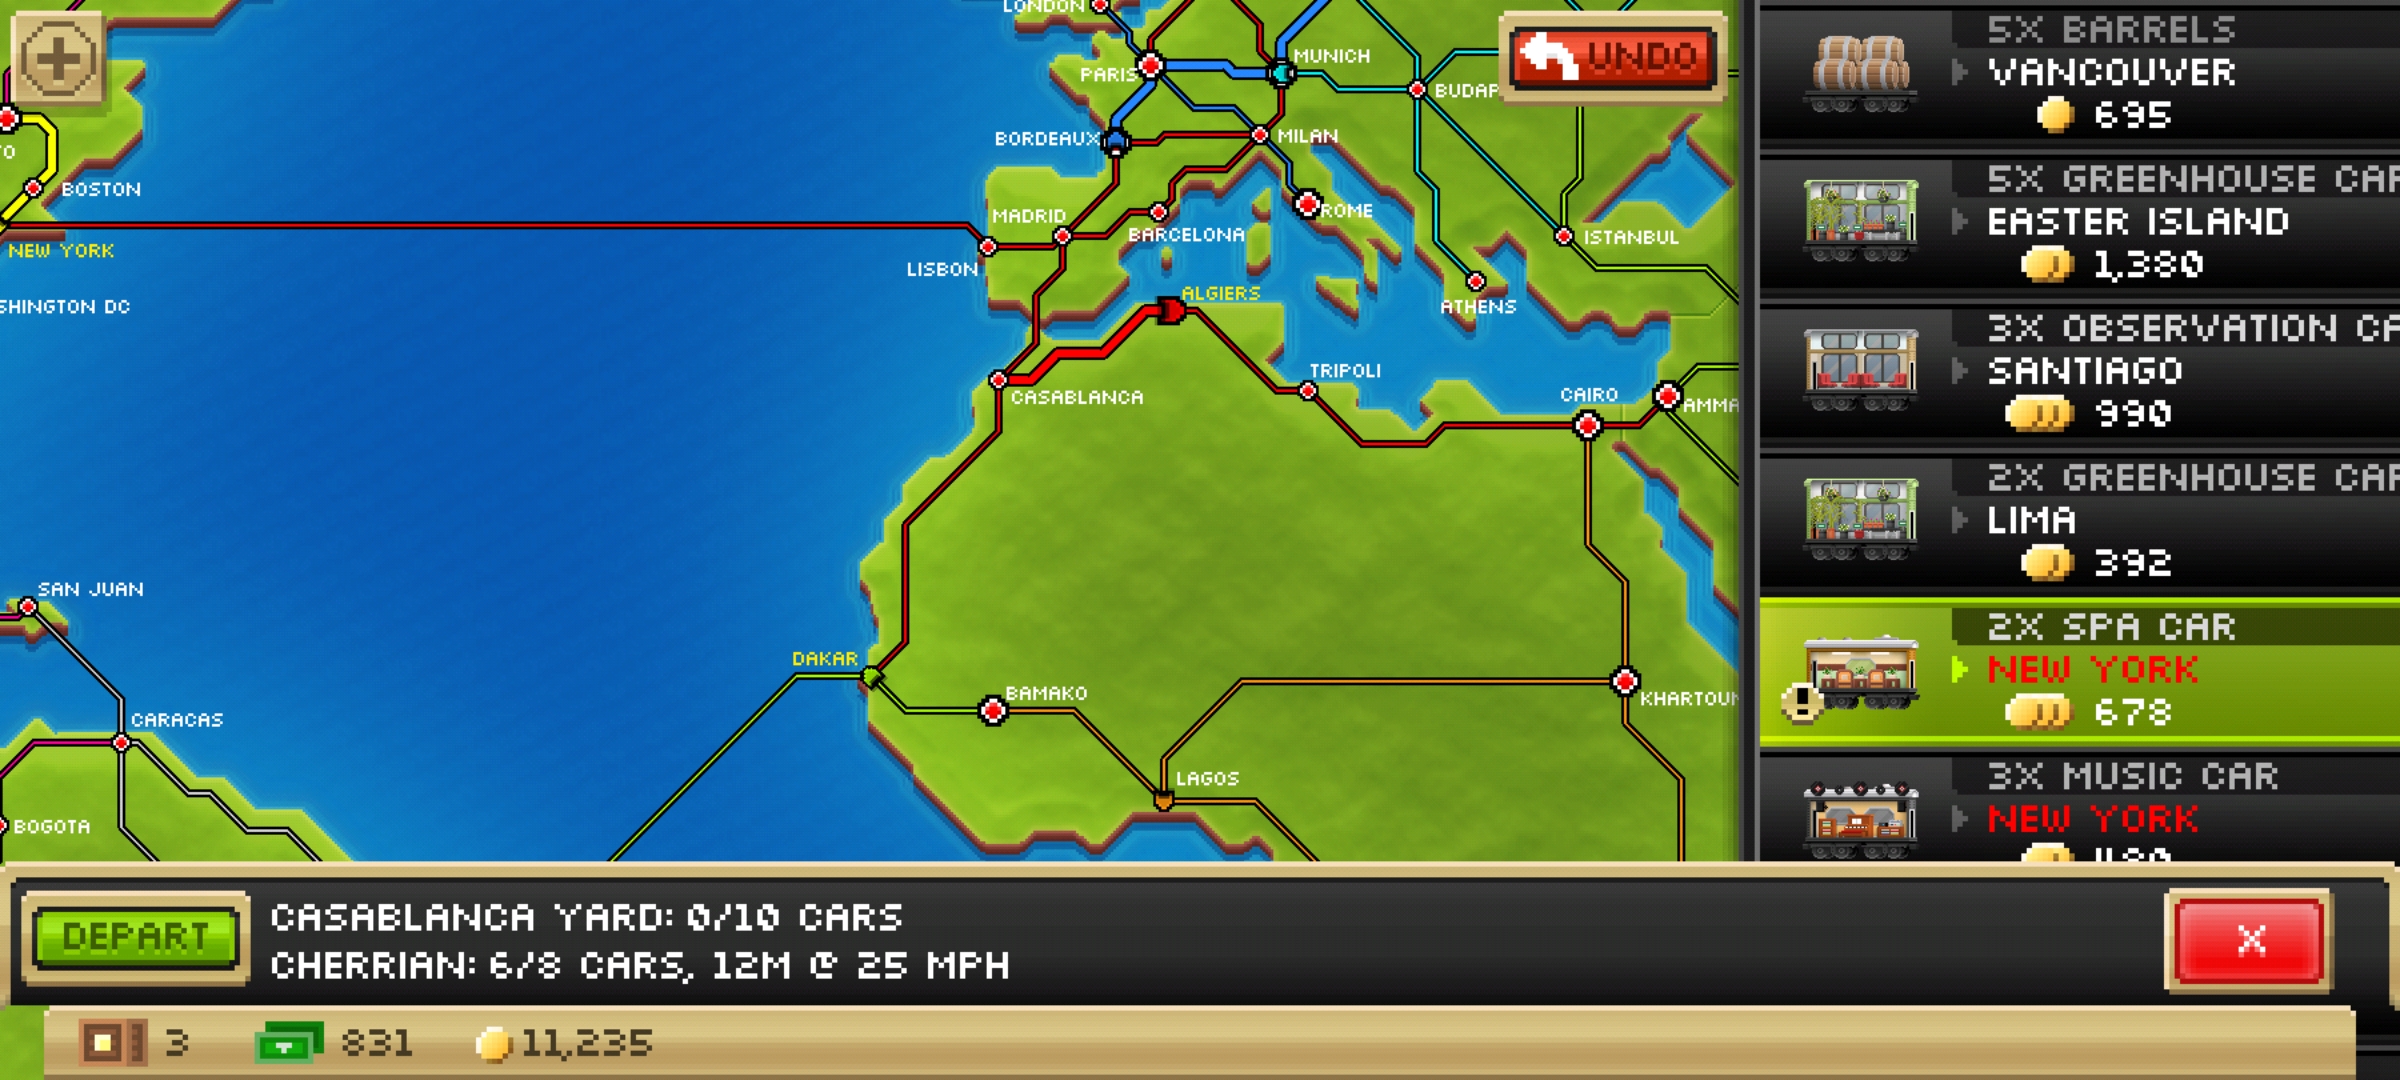 LONDON
PARIS
MUNICH
BUDAP
UNDO
BORDEAUX
MILAN
TO
BOSTON
MADRID
ROME
BARCELONA
ISTANBUL
NEW YORK
LISBON
ALGIERS
ATHENS
SHINGTON DC
TRIPOLI
CASABLANCA
CAIRO
AMMA
SAN JUAN
DAKAR
BAMAKO
KHARTOUM
CARACAS
LAGOS
BOGOTA
5X BARRELS
VANCOUVER
695
5X GREENHOUSE CAR
EASTER ISLAND
1,380
3X OBSERVATION CA
SANTIAGO
990
2X GREENHOUSE CAR
LIMA
392
2X SPA CAR
NEW YORK
678
3X MUSIC CAR
NEW YORK
DEPART
CASABLANCA YARD: 0/10 CARS
CHERRIAN: 6/8 CARS, 12M @ 25 MPH
X
3
831
11,235